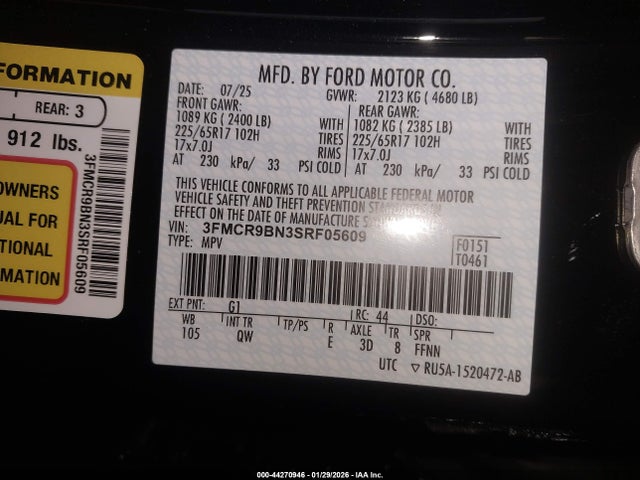 FORMATION
REAR: 3
912 lbs.
OWNERS
UAL FOR
TIONAL
RMATION
3FMCR9BN3SRF05609
MFD. BY FORD MOTOR CO.
DATE: 07/25 GVWR: 2123 KG ( 4680 LB)
FRONT GAWR: REAR GAWR:
1089 KG ( 2400 LB) WITH 1082 KG ( 2385 LB) WITH
225/65R17 102H TIRES 225/65R17 102H TIRES
17x7.0J RIMS 17x7.0J RIMS
AT 230 kPa/ 33 PSI COLD AT 230 kPa/ 33 PSI COLD
THIS VEHICLE CONFORMS TO ALL APPLICABLE FEDERAL MOTOR
VEHICLE SAFETY AND THEFT PREVENTION STANDARDS IN
EFFECT ON THE DATE OF MANUFACTURE
VIN: 3FMCR9BN3SRF05609
TYPE: MPV
F0151
T0461
EXT PNT: G1 RC: 44 DSO:
WB INT TR TP/PS R AXLE TR SPR
105 QW E 3D 8 FFNN
UTC ▽ RU5A-1520472-AB
000-44270946 - 01/29/2026 - IAA Inc.